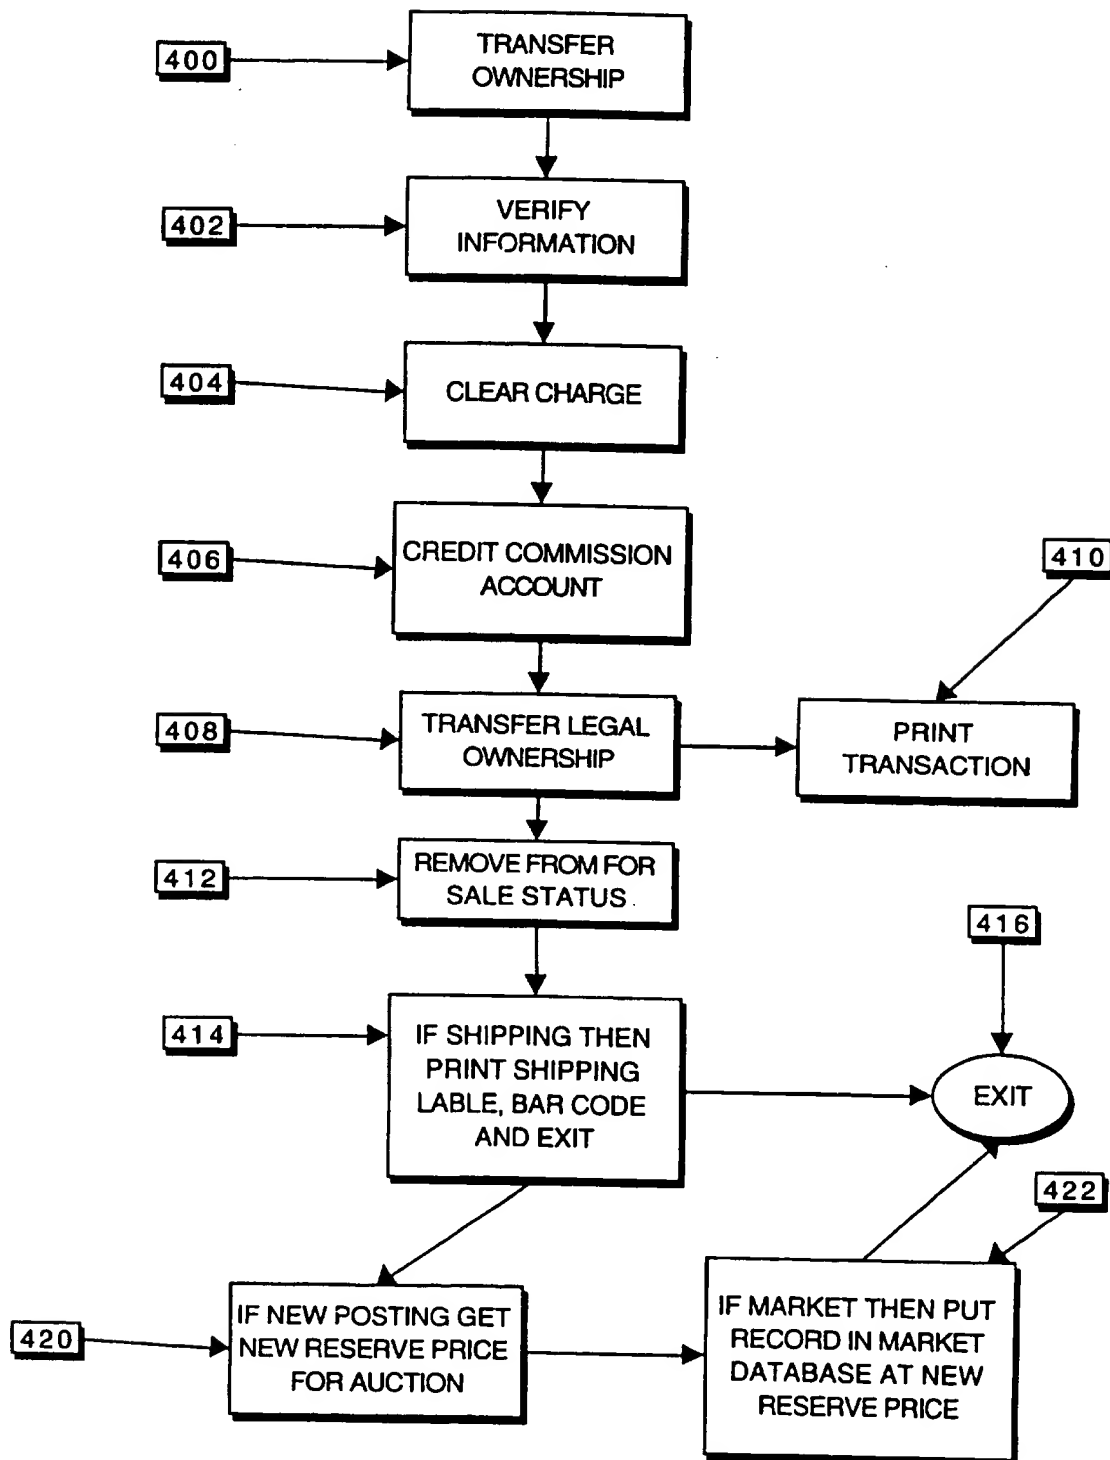 400
TRANSFER
OWNERSHIP
402
VERIFY
INFORMATION
404
CLEAR CHARGE
406
CREDIT COMMISSION
ACCOUNT
410
408
TRANSFER LEGAL
OWNERSHIP
PRINT
TRANSACTION
412
REMOVE FROM FOR
SALE STATUS
416
414
IF SHIPPING THEN
PRINT SHIPPING
LABLE, BAR CODE
AND EXIT
EXIT
422
420
IF NEW POSTING GET
NEW RESERVE PRICE
FOR AUCTION
IF MARKET THEN PUT
RECORD IN MARKET
DATABASE AT NEW
RESERVE PRICE